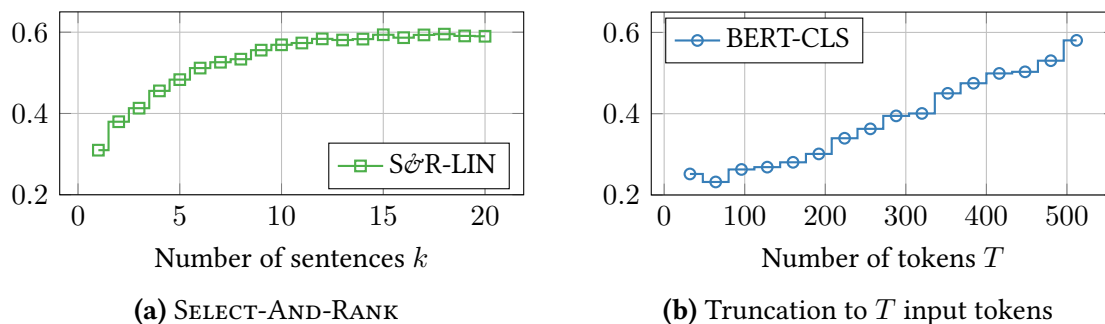 0.6
0.4
0.2
S&R-LIN
0 5 10 15 20
Number of sentences k
(a) SELECT-AND-RANK
0.6
0.4
0.2
BERT-CLS
0 100 200 300 400 500
Number of tokens T
(b) Truncation to T input tokens